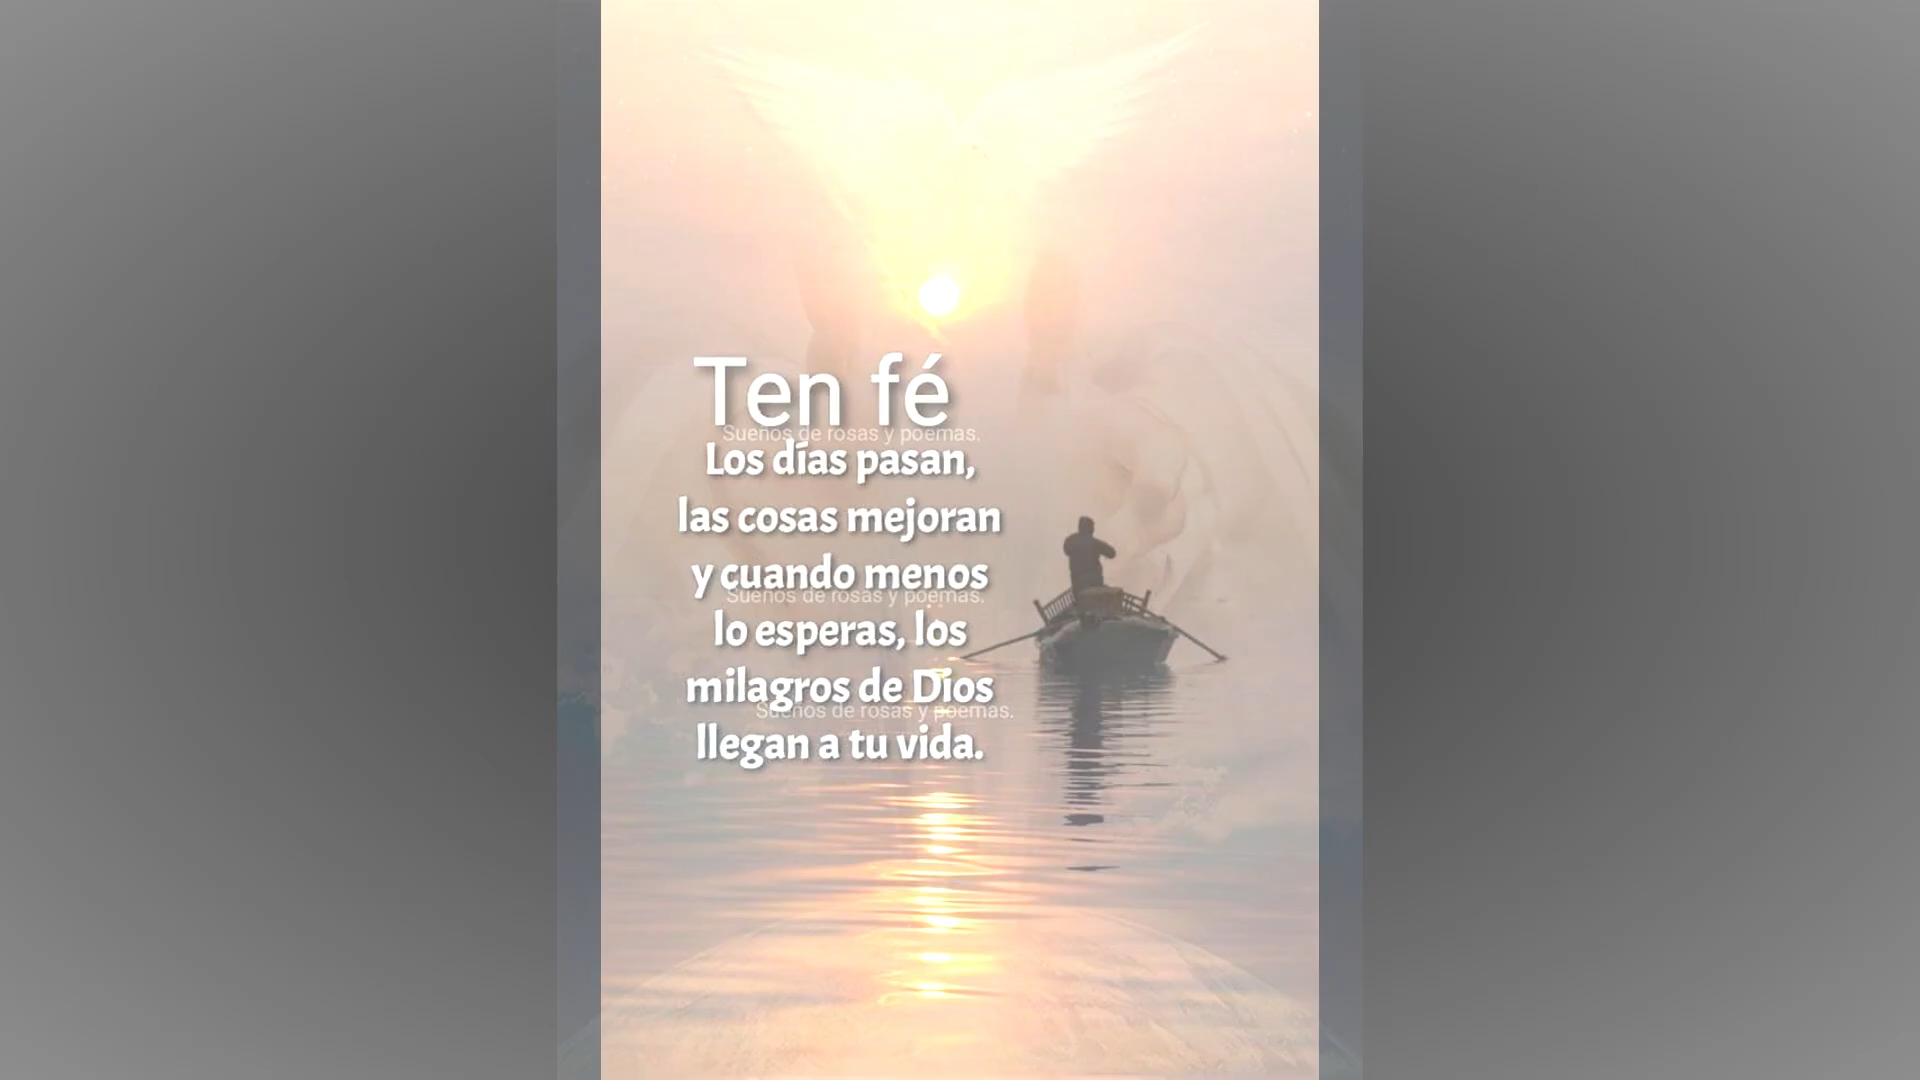 Ten fé
Sueños de rosas y poemas.
Los días pasan,
las cosas mejoran
y cuando menos
Sueños de rosas y poemas.
lo esperas, los
milagros de Dios
Sueños de rosas y poemas.
llegan a tu vida.